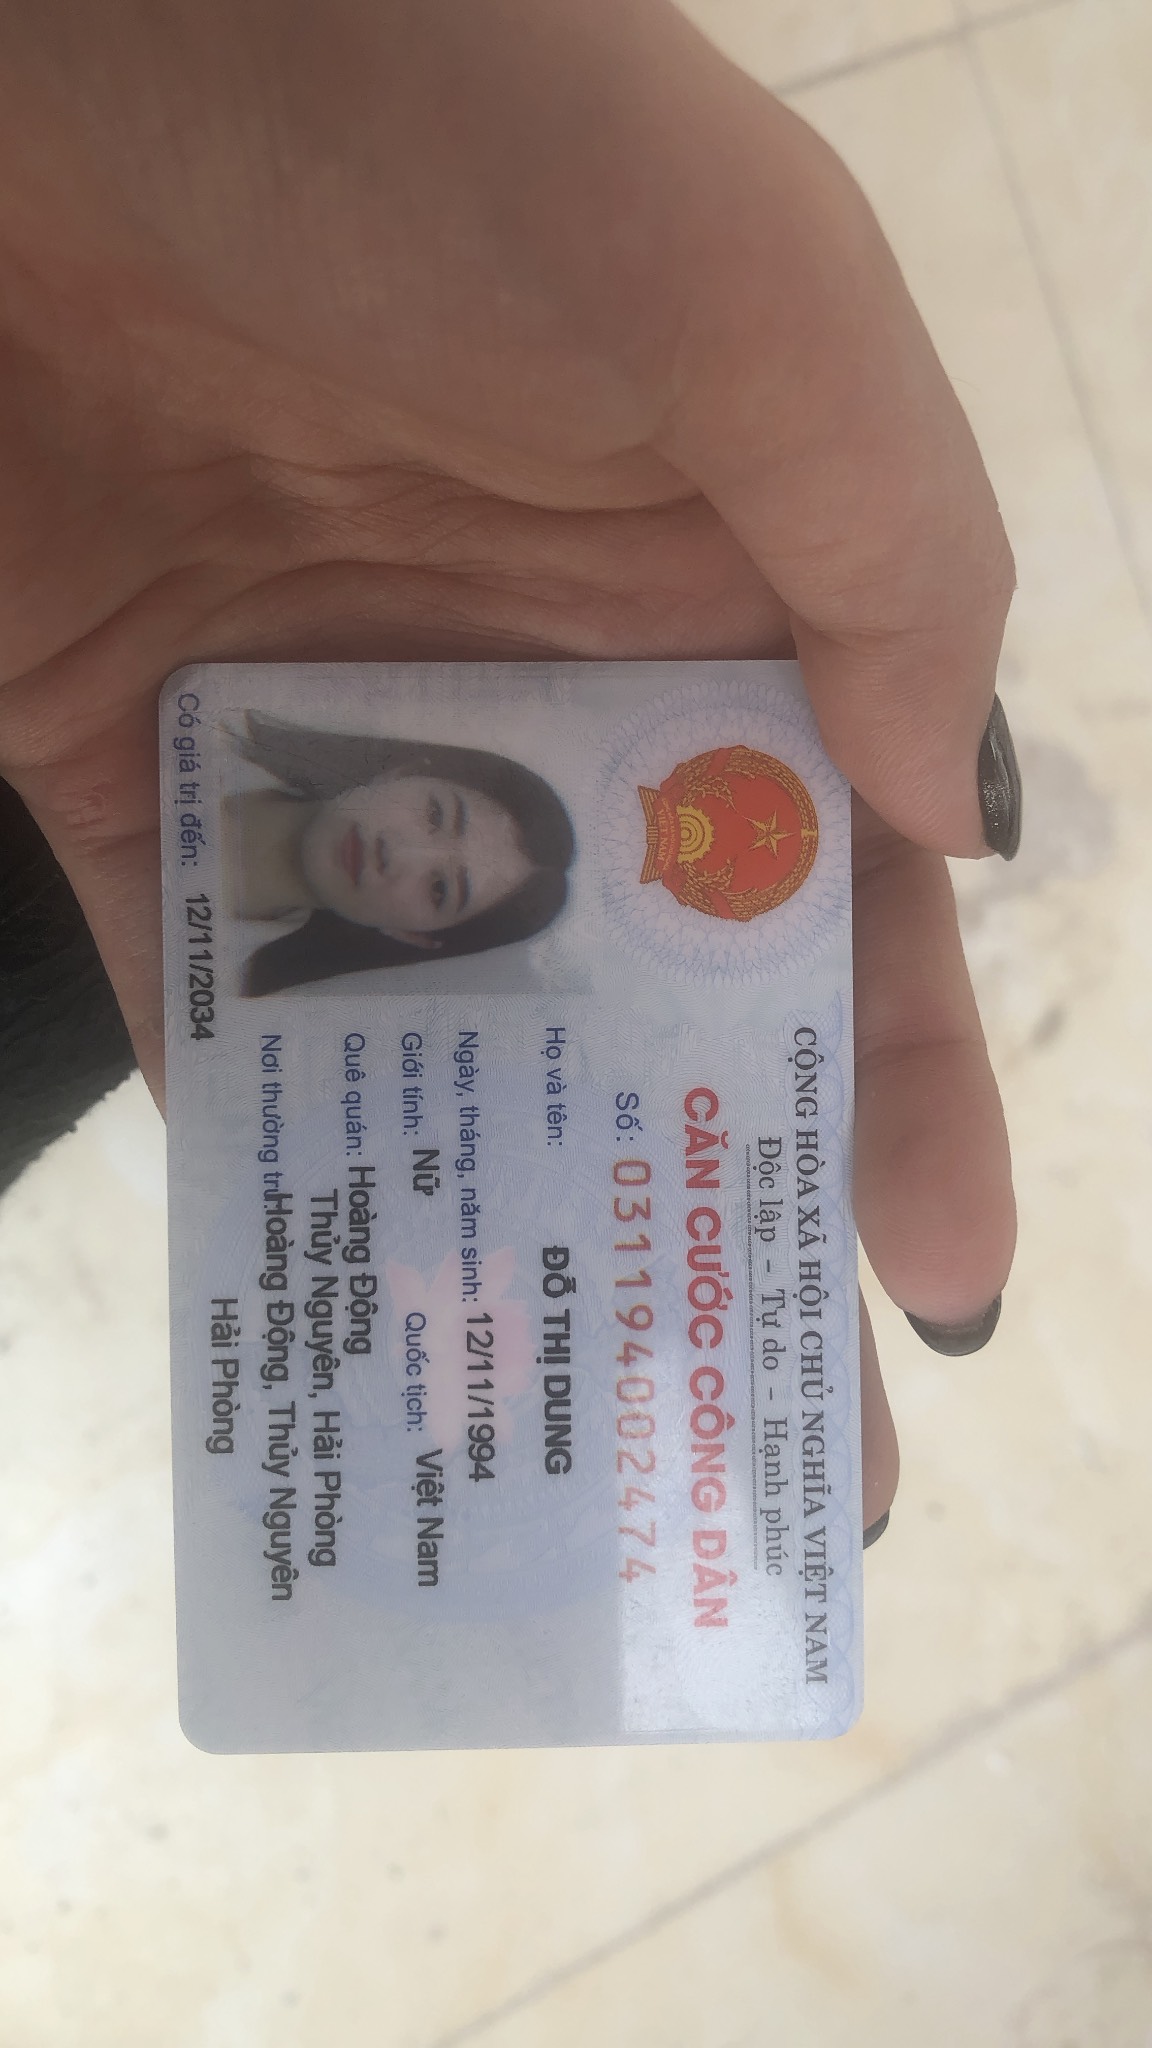 CỘNG HÒA XÃ HỘI CHỦ NGHĨA VIỆT NAM
Độc lập - Tự do - Hạnh phúc
CĂN CƯỚC CÔNG DÂN
Số: 031194002474
Họ và tên: ĐỖ THỊ DUNG
Ngày, tháng, năm sinh: 12/11/1994
Giới tính: Nữ Quốc tịch: Việt Nam
Quê quán: Hoàng Động
Thủy Nguyên, Hải Phòng
Nơi thường trú: Hoàng Động, Thủy Nguyên
Hải Phòng
Có giá trị đến: 12/11/2034